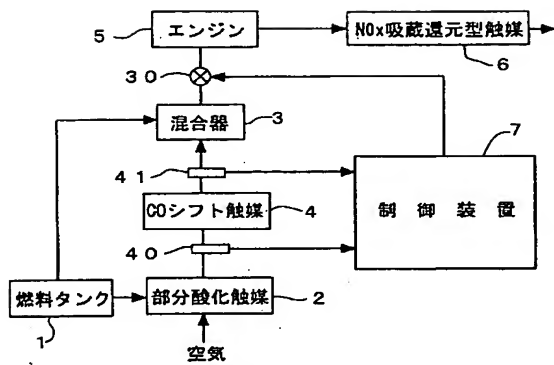 5
エンジン
NOx吸蔵還元型触媒
6
30
混合器
3
7
41
COシフト触媒
4
制御装置
40
燃料タンク
1
部分酸化触媒
2
空気